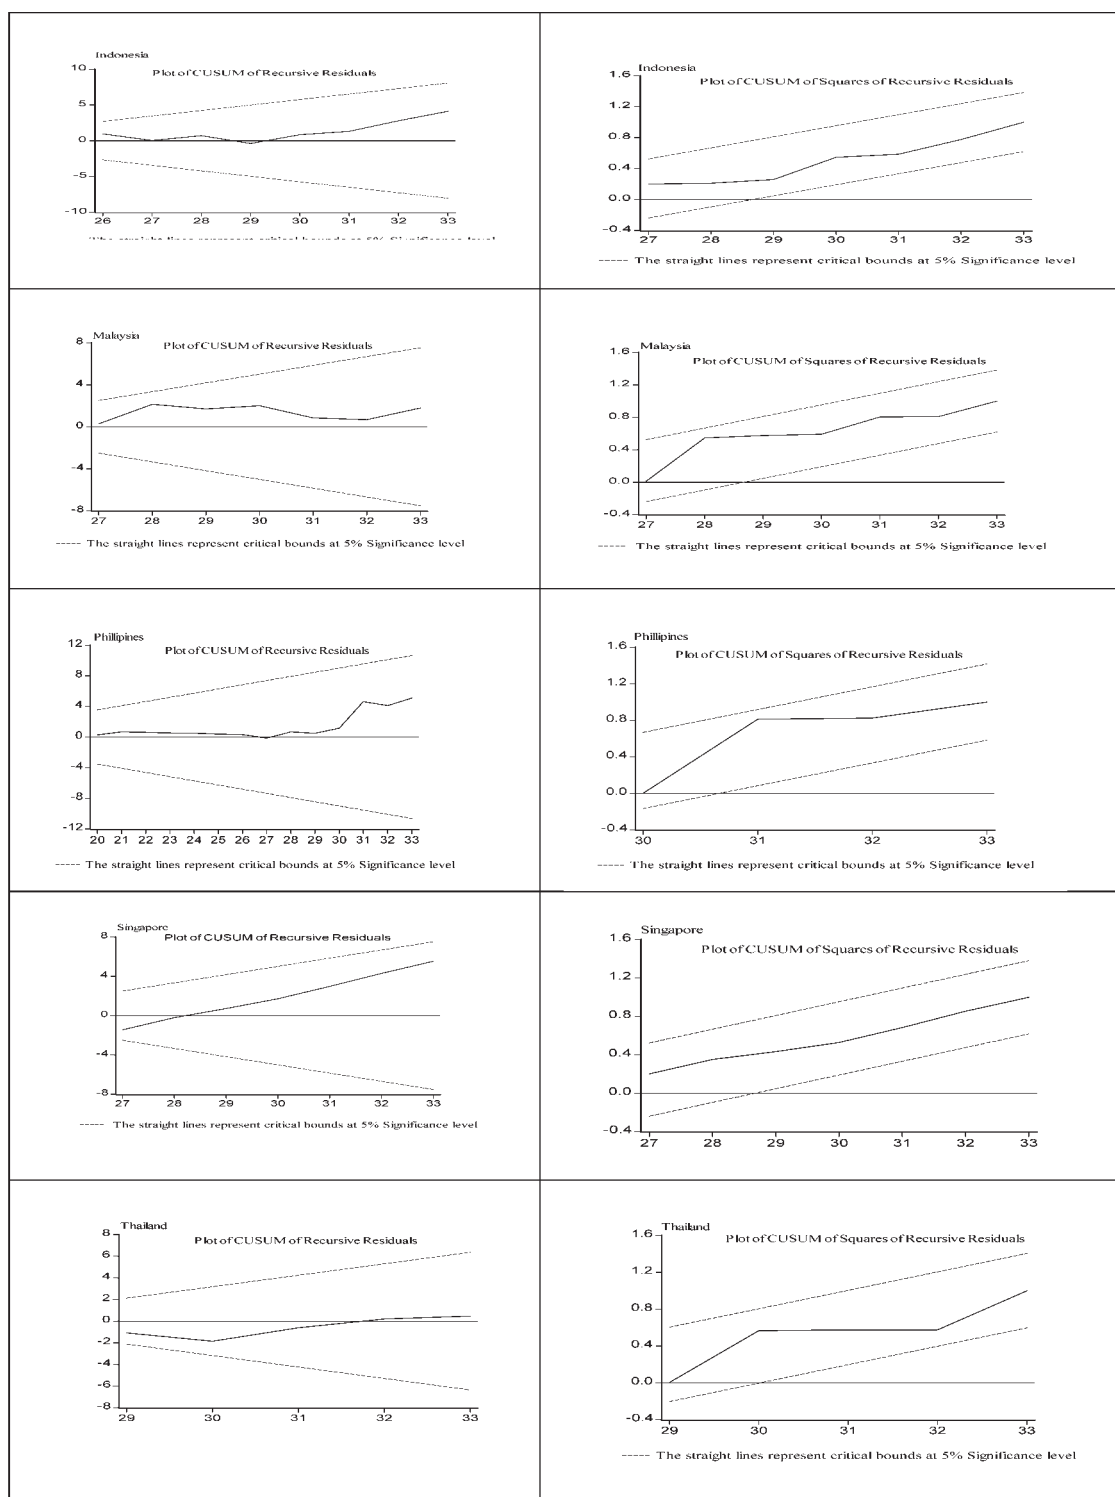 Indonesia
Plot of CUSUM of Recursive Residuals
10
5
0
-5
-10
26 27 28 29 30 31 32 33
The straight lines represent critical bounds at 5% Significance level
Indonesia
Plot of CUSUM of Squares of Recursive Residuals
1.6
1.2
0.8
0.4
0.0
-0.4
27 28 29 30 31 32 33
The straight lines represent critical bounds at 5% Significance level
Malaysia
Plot of CUSUM of Recursive Residuals
8
4
0
-4
-8
27 28 29 30 31 32 33
The straight lines represent critical bounds at 5% Significance level
Malaysia
Plot of CUSUM of Squares of Recursive Residuals
1.6
1.2
0.8
0.4
0.0
-0.4
27 28 29 30 31 32 33
The straight lines represent critical bounds at 5% Significance level
Phillipines
Plot of CUSUM of Recursive Residuals
12
8
4
0
-4
-8
-12
20 21 22 23 24 25 26 27 28 29 30 31 32 33
The straight lines represent critical bounds at 5% Significance level
Phillipines
Plot of CUSUM of Squares of Recursive Residuals
1.6
1.2
0.8
0.4
0.0
-0.4
30 31 32 33
The straight lines represent critical bounds at 5% Significance level
Singapore
Plot of CUSUM of Recursive Residuals
8
4
0
-4
-8
27 28 29 30 31 32 33
The straight lines represent critical bounds at 5% Significance level
Singapore
Plot of CUSUM of Squares of Recursive Residuals
1.6
1.2
0.8
0.4
0.0
-0.4
27 28 29 30 31 32 33
Thailand
Plot of CUSUM of Recursive Residuals
8
6
4
2
0
-2
-4
-6
-8
29 30 31 32 33
Thailand
Plot of CUSUM of Squares of Recursive Residuals
1.6
1.2
0.8
0.4
0.0
-0.4
29 30 31 32 33
The straight lines represent critical bounds at 5% Significance level